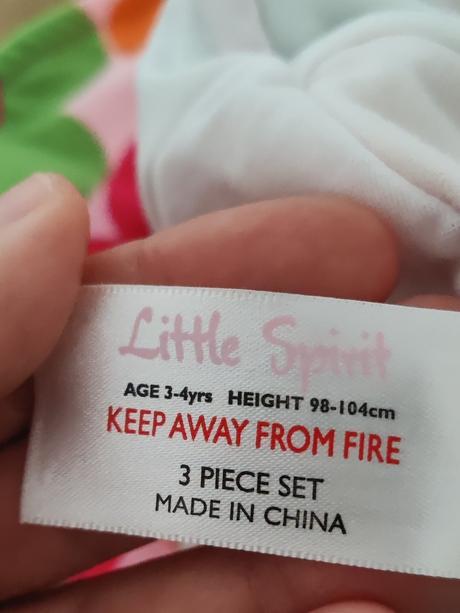 Little Spirit
AGE 3-4yrs HEIGHT 98-104cm
KEEP AWAY FROM FIRE
3 PIECE SET
MADE IN CHINA